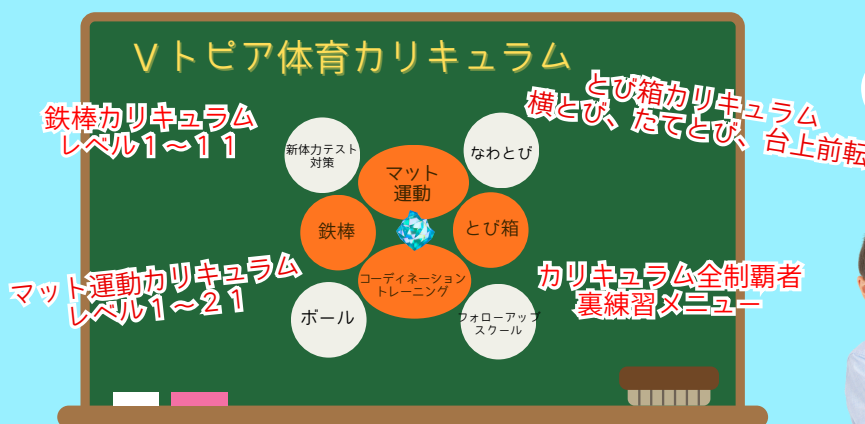 Ｖトピア体育カリキュラム
鉄棒カリキュラム
レベル１～１１
とび箱カリキュラム
横とび、たてとび、台上前転
新体力テスト
対策
マット
運動
なわとび
鉄棒
とび箱
コーディネーション
トレーニング
マット運動カリキュラム
レベル１～２１
カリキュラム全制覇者
裏練習メニュー
ボール
フォローアップ
スクール